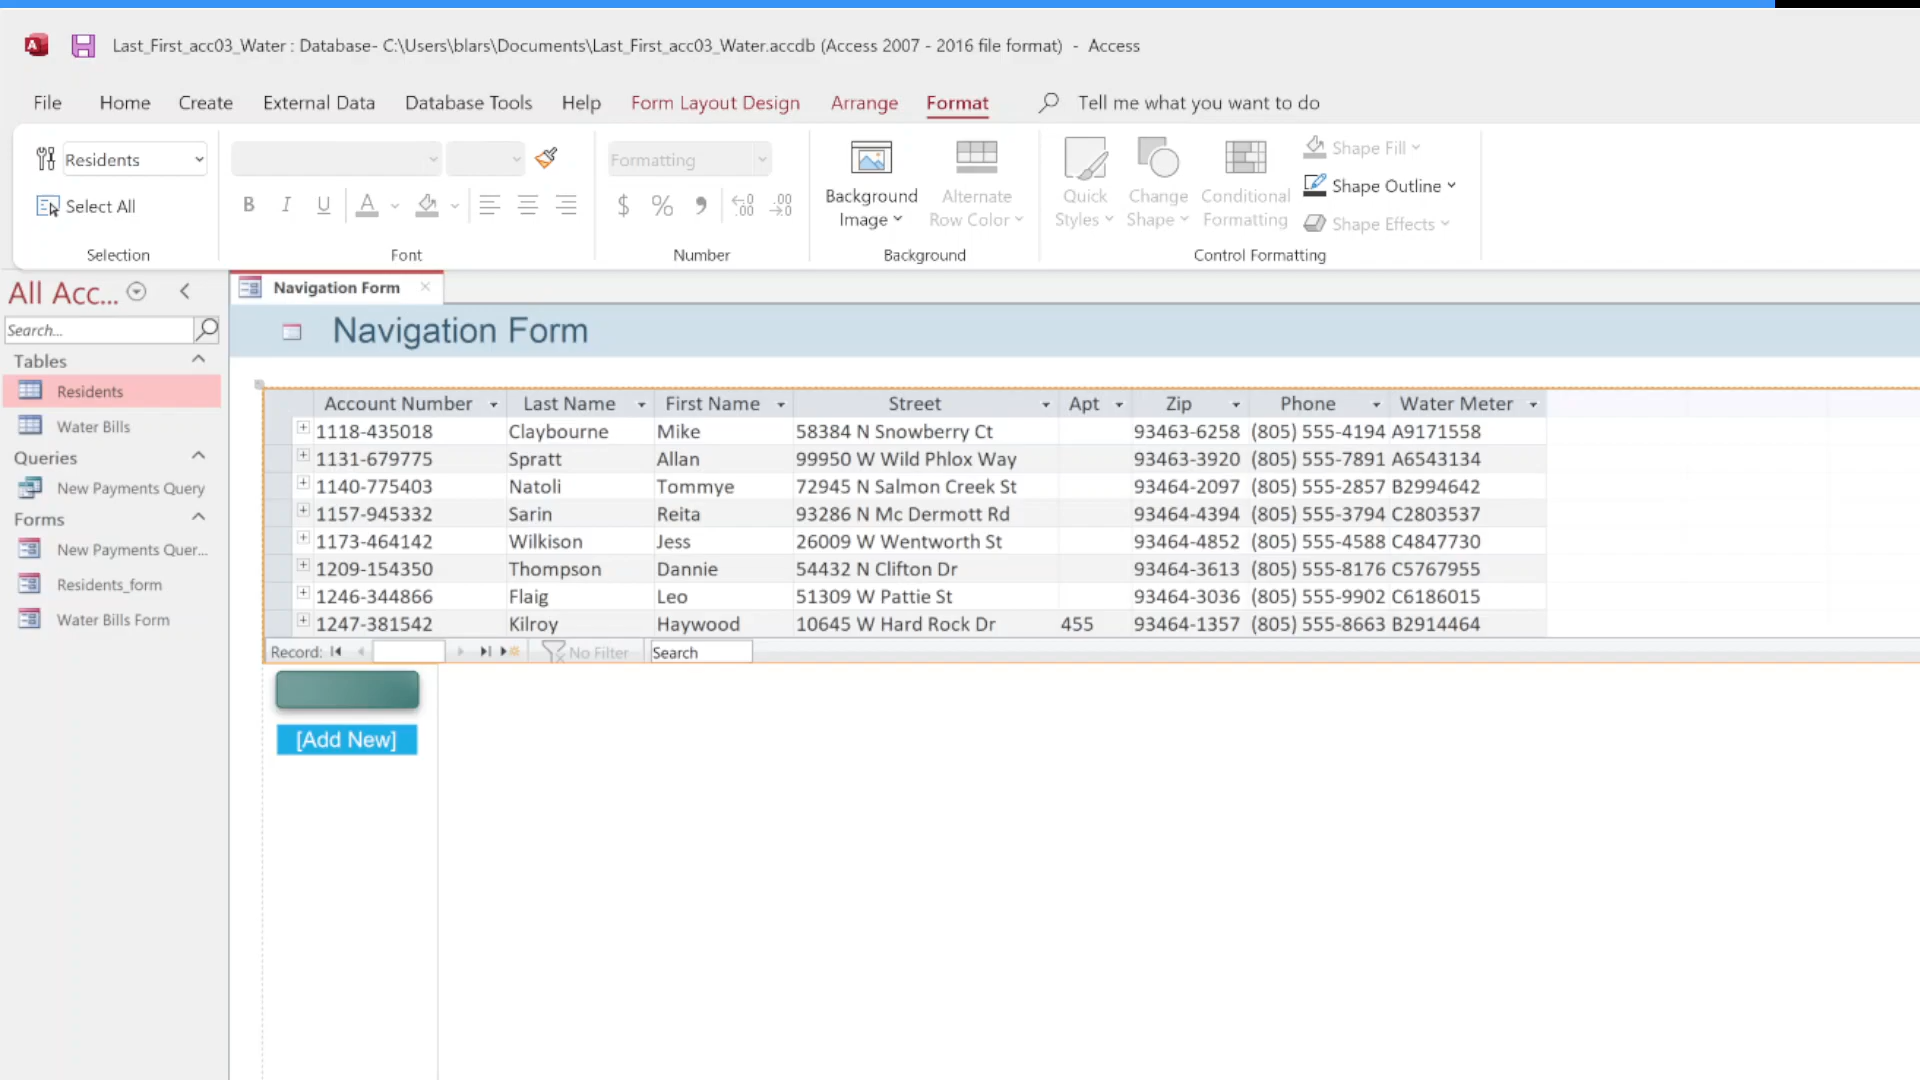 Last_First_acc03_Water : Database- C:\Users\blars\Documents\Last_First_acc03_Water.accdb (Access 2007 - 2016 file format) - Access
File Home Create External Data Database Tools Help Form Layout Design Arrange Format Tell me what you want to do
Residents
Select All
Selection
B I U A
Font
Formatting
$ % , .00 .00
Number
Background Image
Alternate Row Color
Background
Quick Styles
Change Shape
Conditional Formatting
Shape Fill
Shape Outline
Shape Effects
Control Formatting
All Acc...
Search...
Tables
Residents
Water Bills
Queries
New Payments Query
Forms
New Payments Quer...
Residents_form
Water Bills Form
Navigation Form
Navigation Form
Account Number Last Name First Name Street Apt Zip Phone Water Meter
1118-435018 Claybourne Mike 58384 N Snowberry Ct 93463-6258 (805) 555-4194 A9171558
1131-679775 Spratt Allan 99950 W Wild Phlox Way 93463-3920 (805) 555-7891 A6543134
1140-775403 Natoli Tommye 72945 N Salmon Creek St 93464-2097 (805) 555-2857 B2994642
1157-945332 Sarin Reita 93286 N Mc Dermott Rd 93464-4394 (805) 555-3794 C2803537
1173-464142 Wilkison Jess 26009 W Wentworth St 93464-4852 (805) 555-4588 C4847730
1209-154350 Thompson Dannie 54432 N Clifton Dr 93464-3613 (805) 555-8176 C5767955
1246-344866 Flaig Leo 51309 W Pattie St 93464-3036 (805) 555-9902 C6186015
1247-381542 Kilroy Haywood 10645 W Hard Rock Dr 455 93464-1357 (805) 555-8663 B2914464
Record: No Filter Search
[Add New]